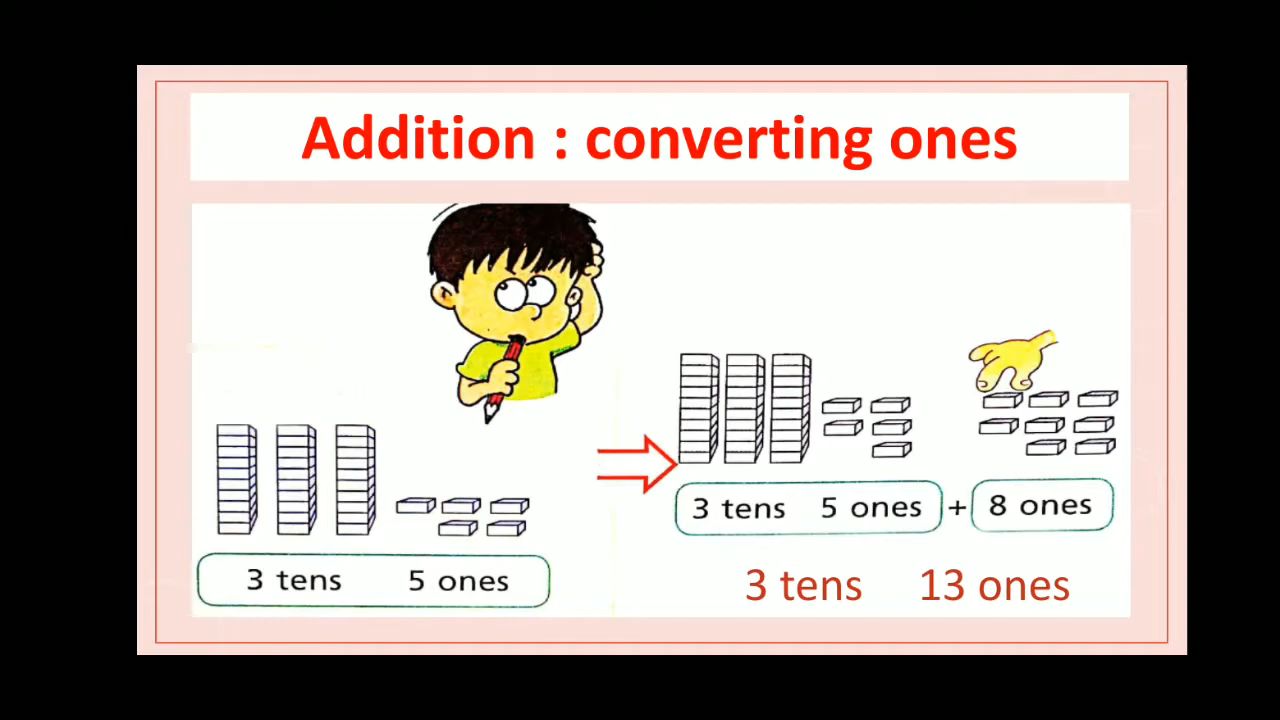 Addition : converting ones
3 tens 5 ones
3 tens 5 ones + 8 ones
3 tens 13 ones